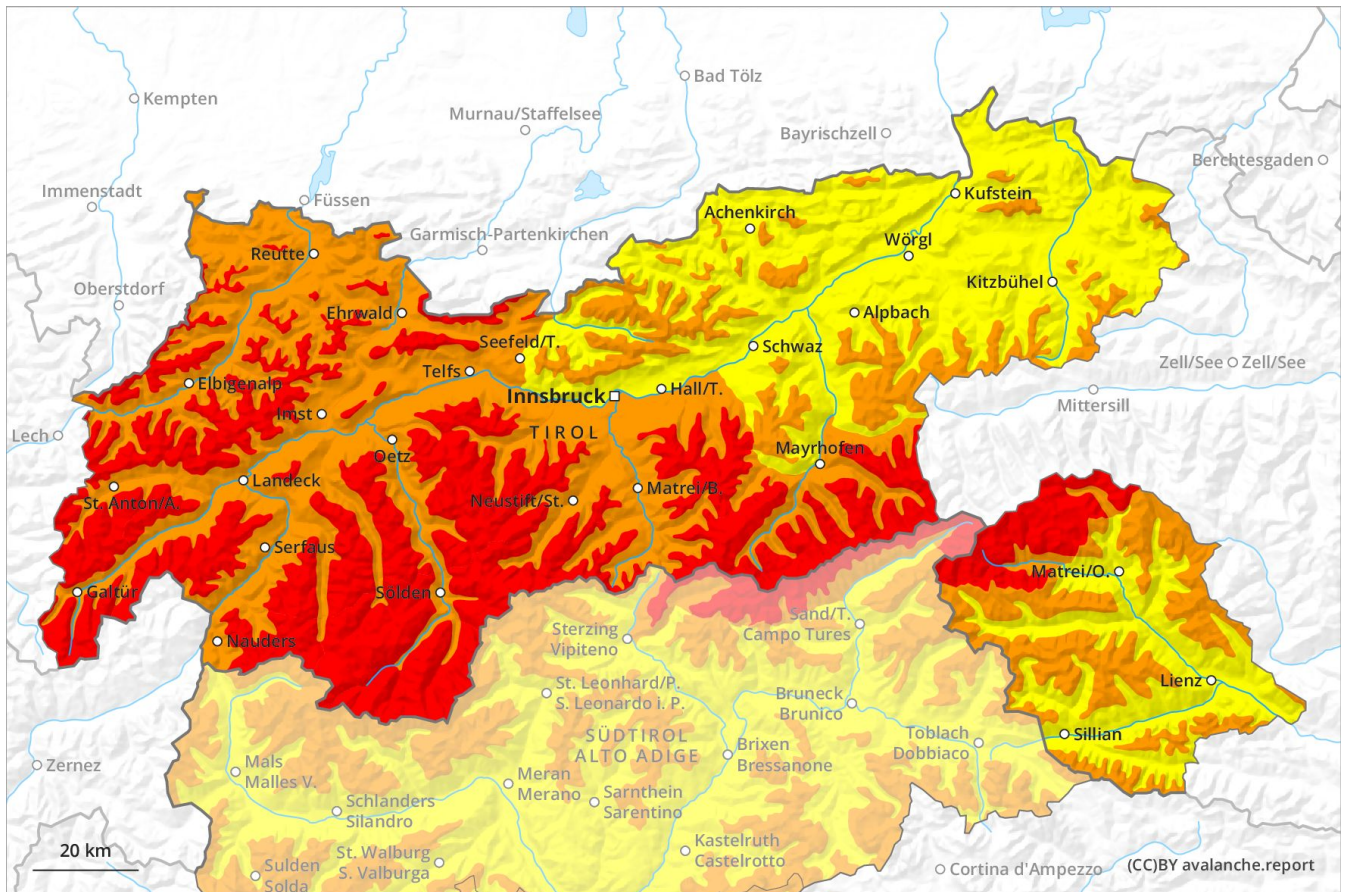 Kempten
Bad Tölz
Murnau/Staffelsee
Bayrischzell
Berchtesgaden
Immenstadt
Füssen
Kufstein
Achenkirch
Garmisch-Partenkirchen
Reutte
Wörgl
Oberstdorf
Kitzbühel
Ehrwald
Alpbach
Seefeld/T.
Schwaz
Zell/See
Zell/See
Telfs
Elbigenalp
Innsbruck
Hall/T.
Mittersill
Imst
Lech
TIROL
Oetz
Mayrhofen
Landeck
Matrei/B.
St. Anton/A.
Neustift/St.
Serfaus
Matrei/O.
Galtür
Sölden
Sand/T.
Campo Tures
Sterzing
Vipiteno
Nauders
Lienz
St. Leonhard/P.
S. Leonardo i. P.
Bruneck
Brunico
SÜDTIROL
ALTO ADIGE
Toblach
Dobbiaco
Sillian
Brixen
Bressanone
Zernez
Mals
Malles V.
Meran
Merano
Sarnthein
Sarentino
Schlanders
Silandro
Kastelruth
Castelrotto
20 km
St. Walburg
S. Valburga
Sulden
Solda
Cortina d'Ampezzo
(CC)BY avalanche.report